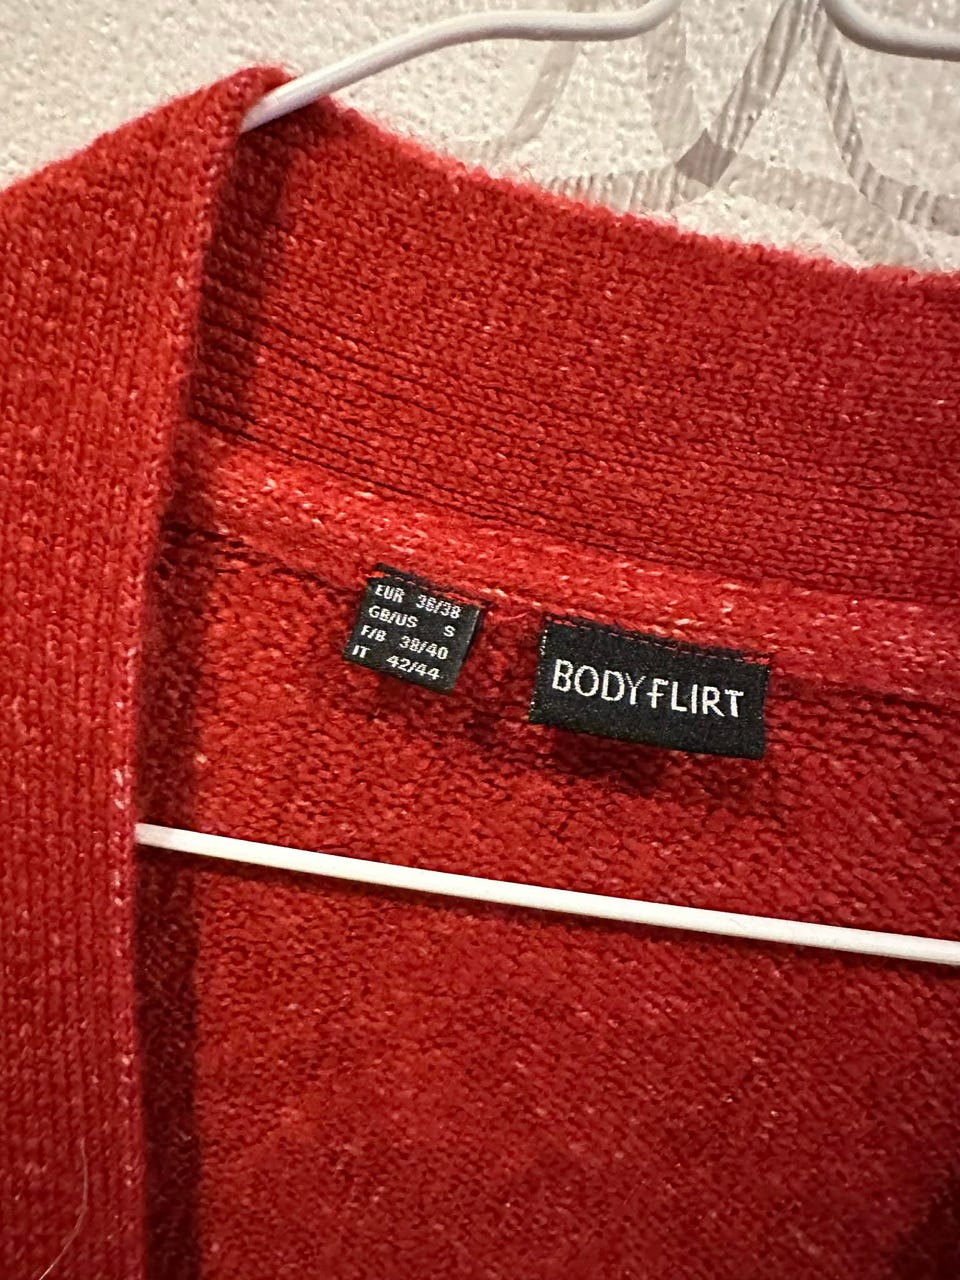 EUR 36/38
GB/US S
F/B 38/40
IT 42/44
BODYFLIRT